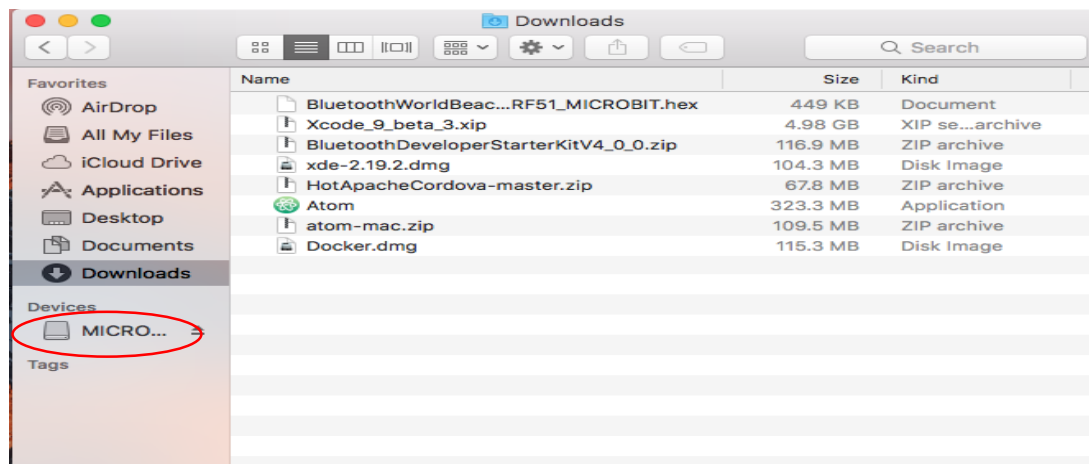 Downloads
Search
Favorites
AirDrop
All My Files
iCloud Drive
Applications
Desktop
Documents
Downloads
Devices
MICRO...
Tags
Name Size Kind
BluetoothWorldBeac...RF51_MICROBIT.hex 449 KB Document
Xcode_9_beta_3.xip 4.98 GB XIP se...archive
BluetoothDeveloperStarterKitV4_0_0.zip 116.9 MB ZIP archive
xde-2.19.2.dmg 104.3 MB Disk Image
HotApacheCordova-master.zip 67.8 MB ZIP archive
Atom 323.3 MB Application
atom-mac.zip 109.5 MB ZIP archive
Docker.dmg 115.3 MB Disk Image